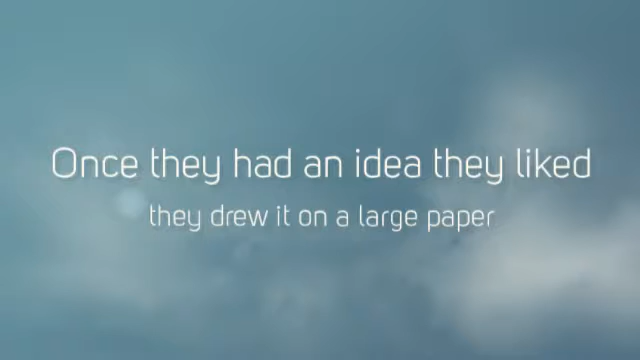 Once they had an idea they liked
they drew it on a large paper